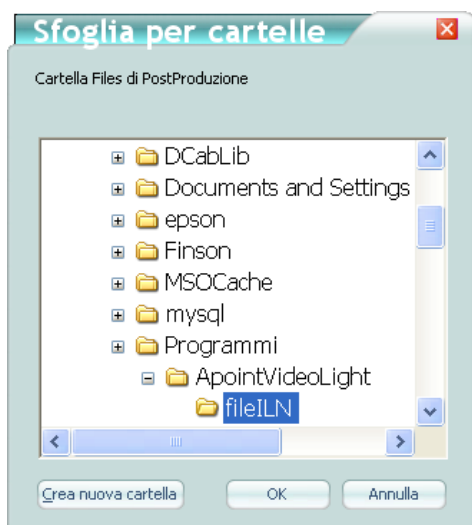 Sfoglia per cartelle
Cartella Files di PostProduzione
DCabLib
Documents and Settings
epson
Finson
MSOCache
mysql
Programmi
ApointVideoLight
fileILN
Crea nuova cartella
OK
Annulla